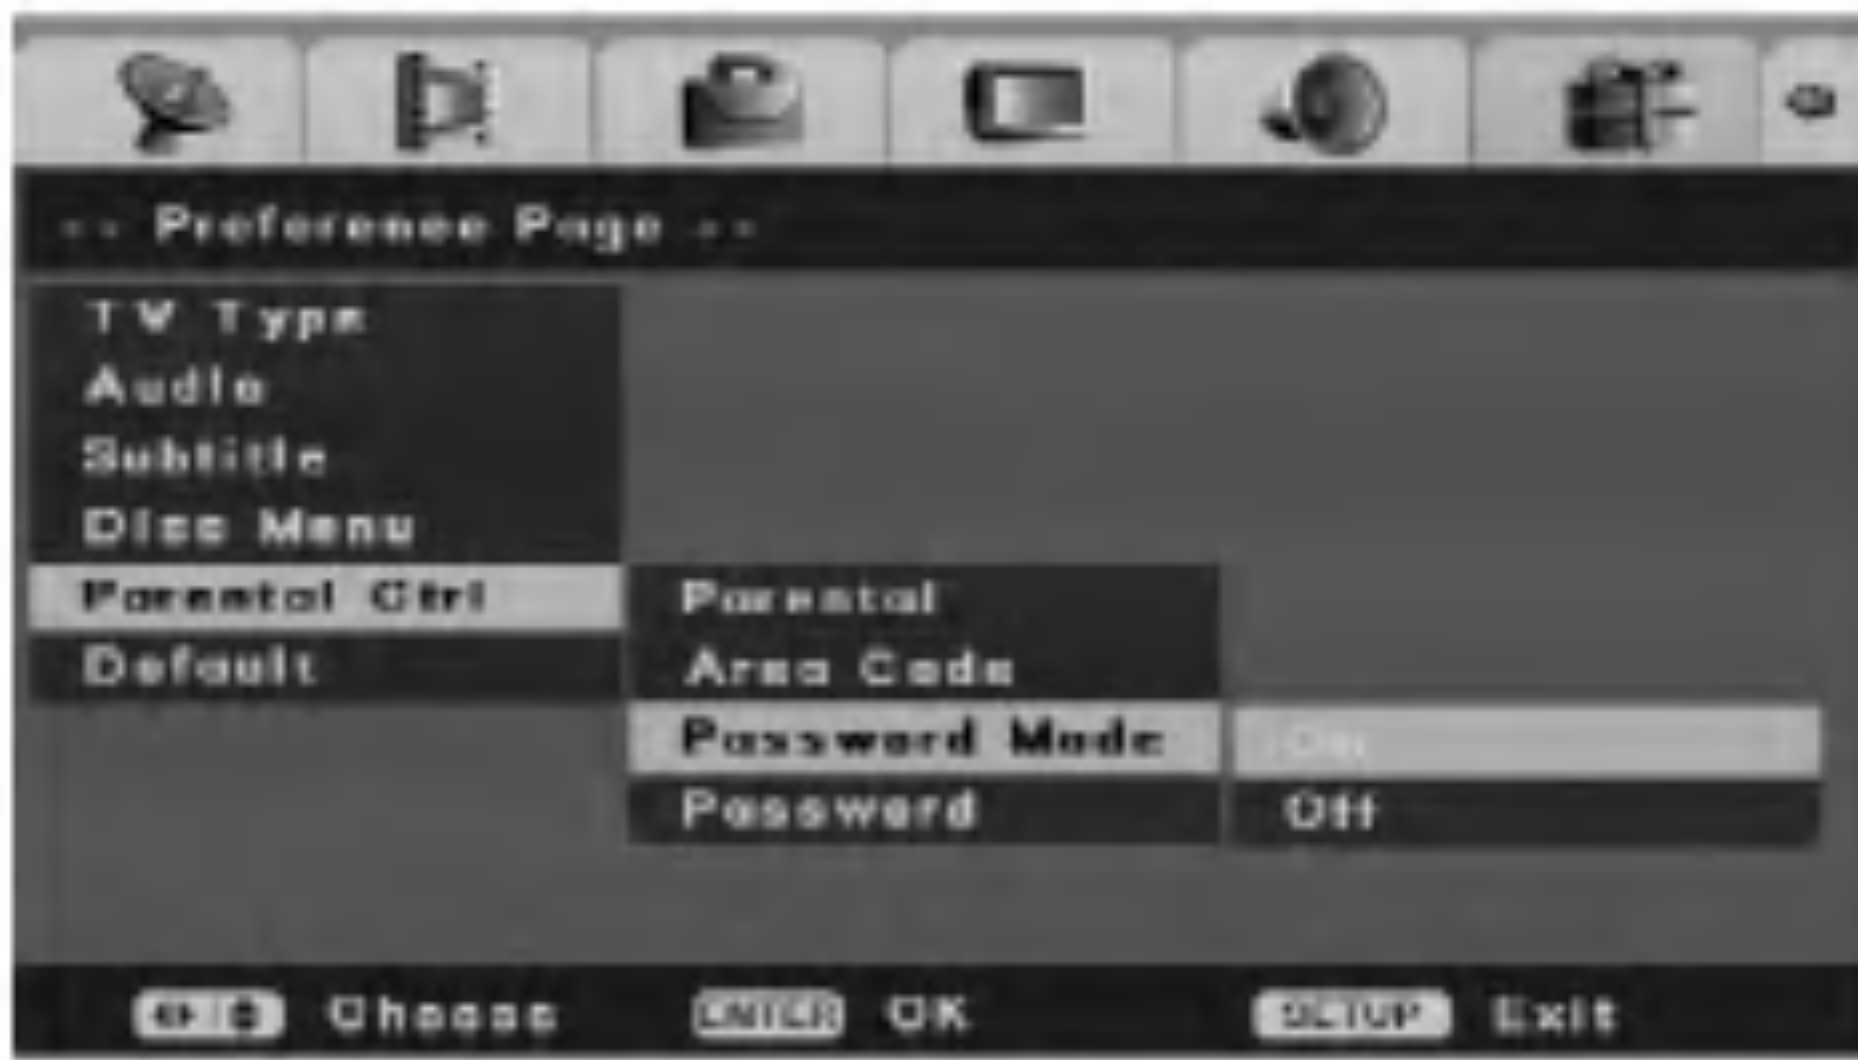 -- Preference Page --
TV Type
Audio
Subtitle
Disc Menu
Parental Ctrl
Parental
Default
Area Code
Password Mode
On
Password
Off
Choose
ENTER OK
SETUP Exit